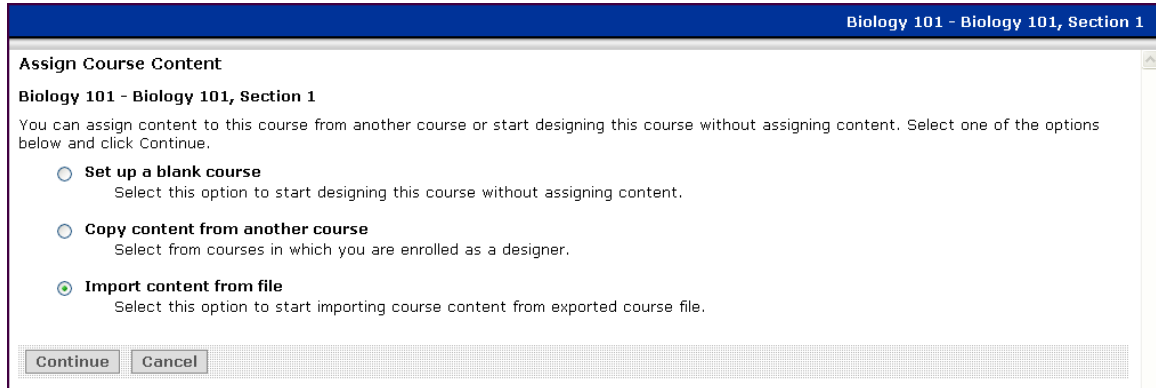 Biology 101 - Biology 101, Section 1
Assign Course Content
Biology 101 - Biology 101, Section 1
You can assign content to this course from another course or start designing this course without assigning content. Select one of the options
below and click Continue.
Set up a blank course
Select this option to start designing this course without assigning content.
Copy content from another course
Select from courses in which you are enrolled as a designer.
Import content from file
Select this option to start importing course content from exported course file.
Continue Cancel